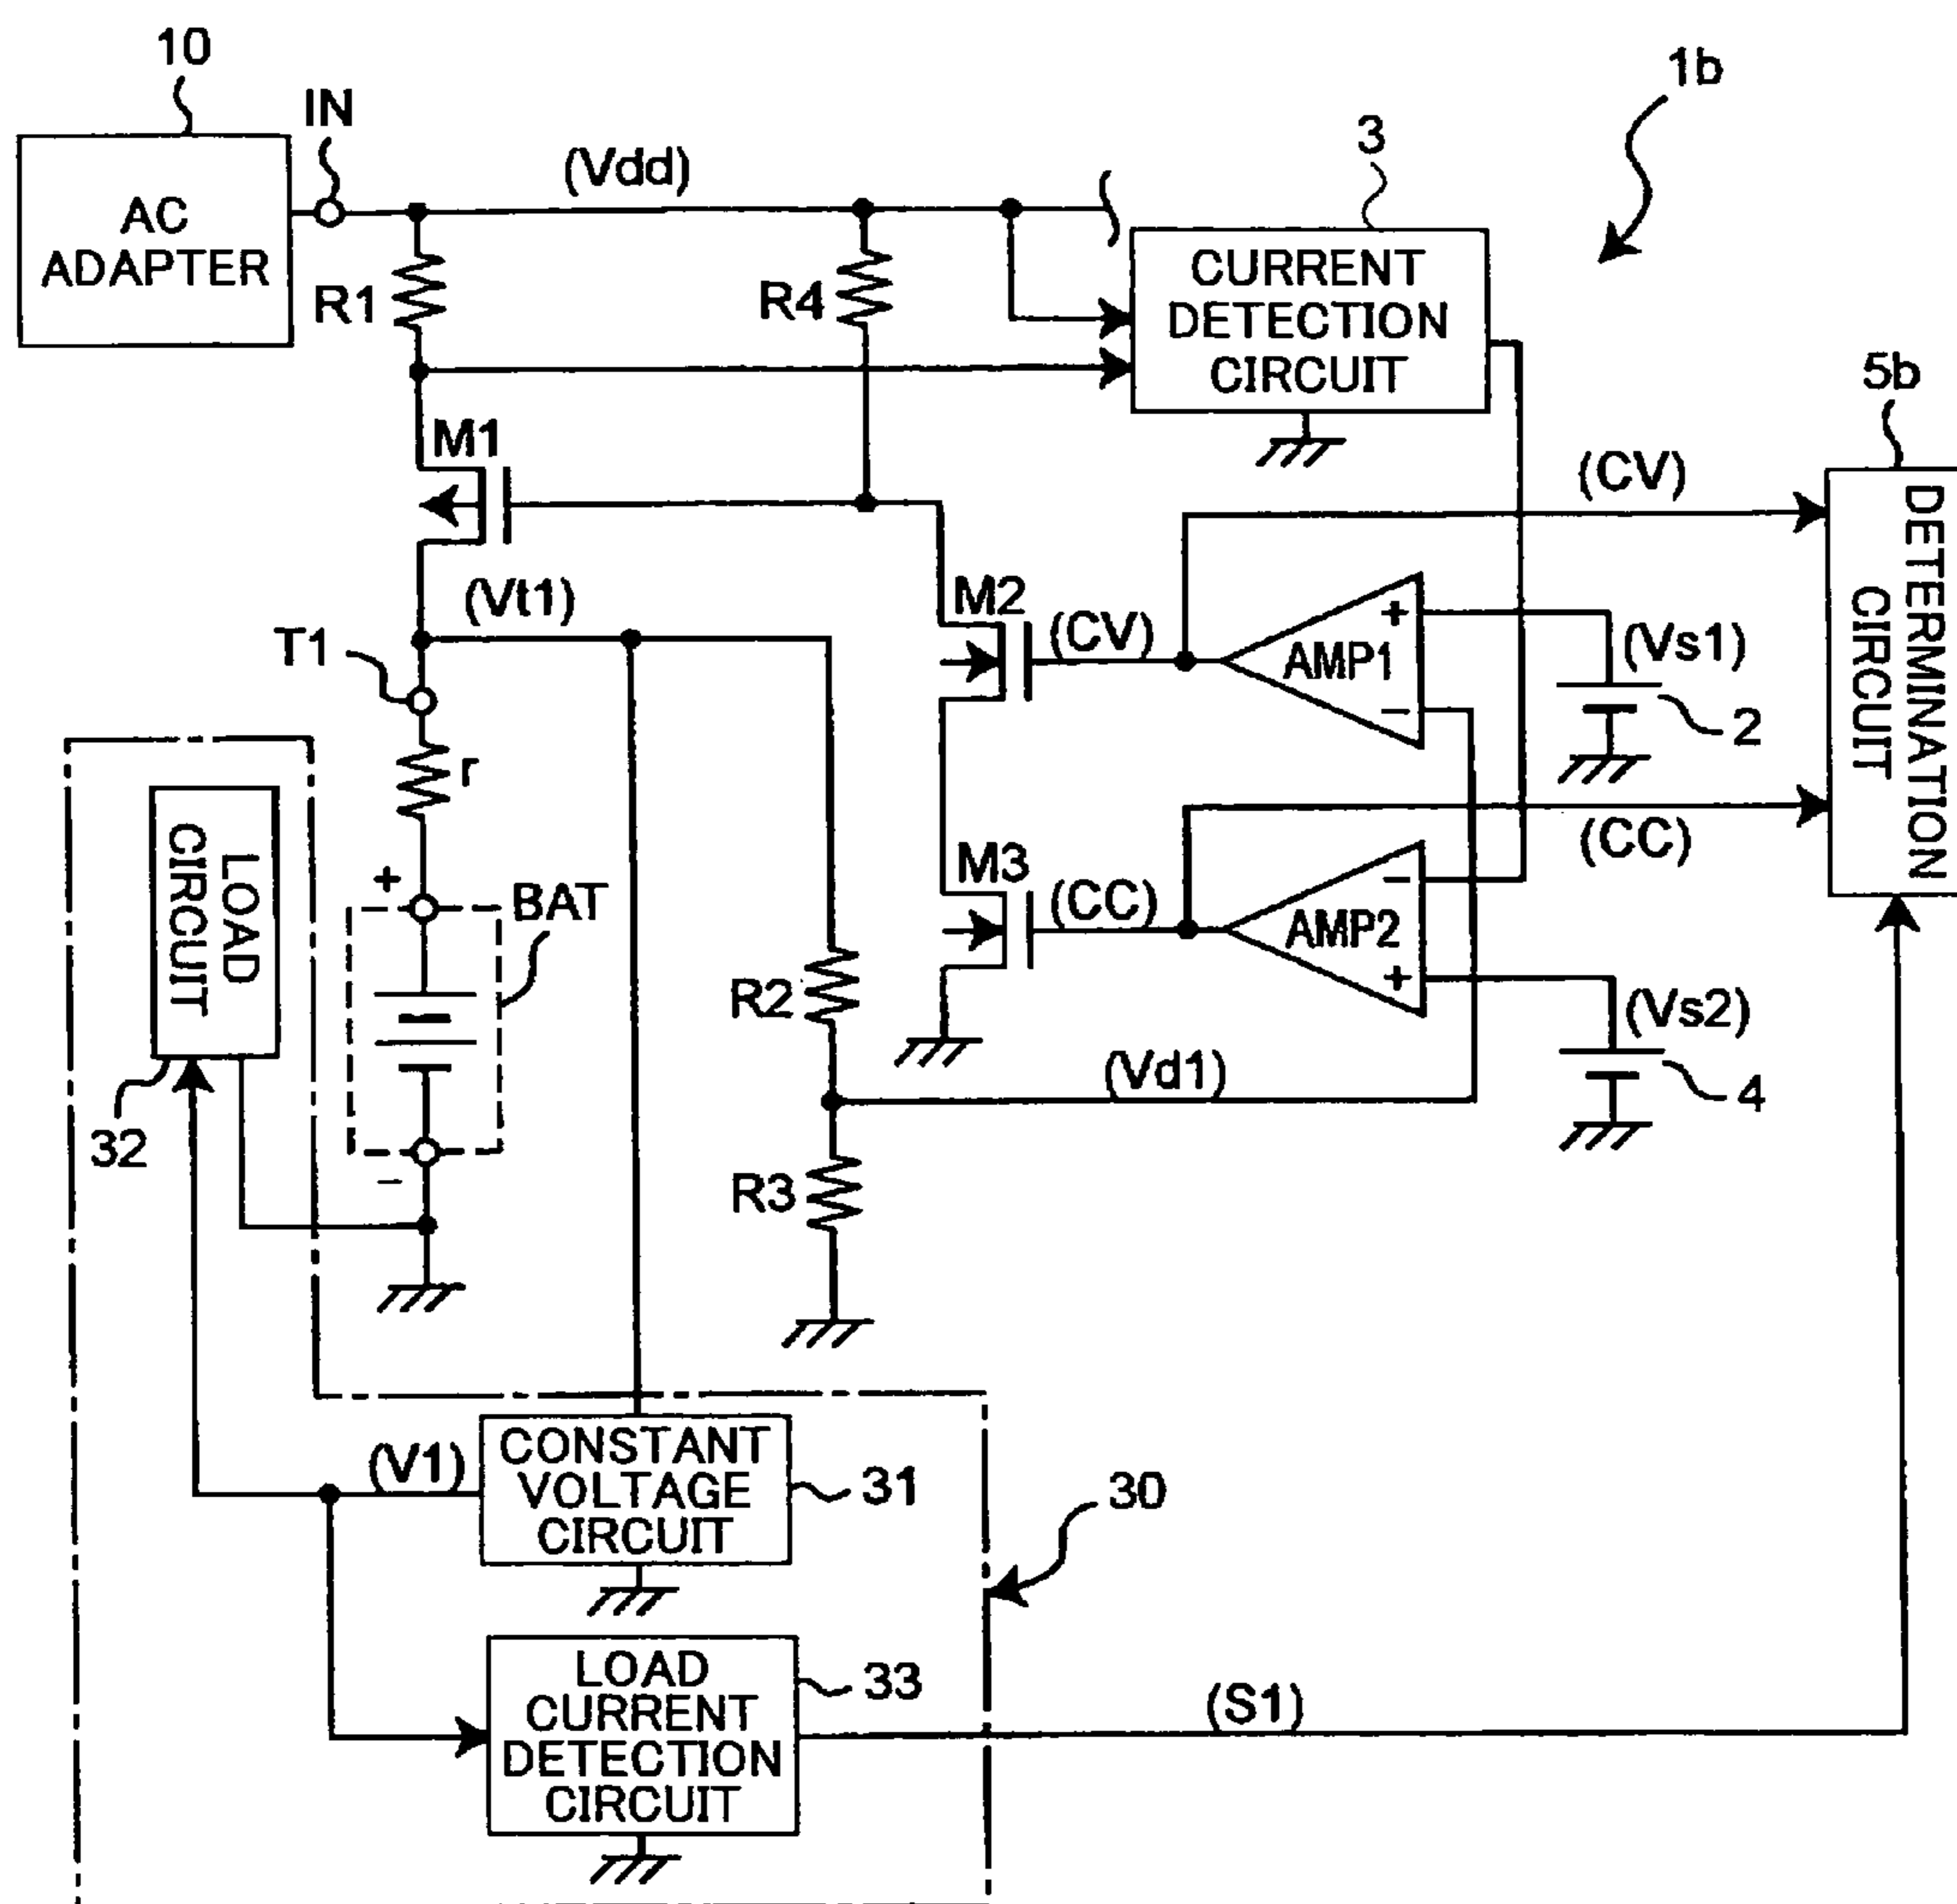 10
IN
1b
(Vdd)
3
AC
ADAPTER
R1
R4
CURRENT
DETECTION
CIRCUIT
5b
M1
(CV)
DETERMINATION
CIRCUIT
(Vt1)
M2
(CV)
+
AMP1
−
(Vs1)
2
T1
r
LOAD
CIRCUIT
+
BAT
M3
(CC)
(CC)
−
AMP2
+
R2
(Vs2)
(Vd1)
4
32
−
R3
(V1)
CONSTANT
VOLTAGE
CIRCUIT
31
30
LOAD
CURRENT
DETECTION
CIRCUIT
33
(S1)